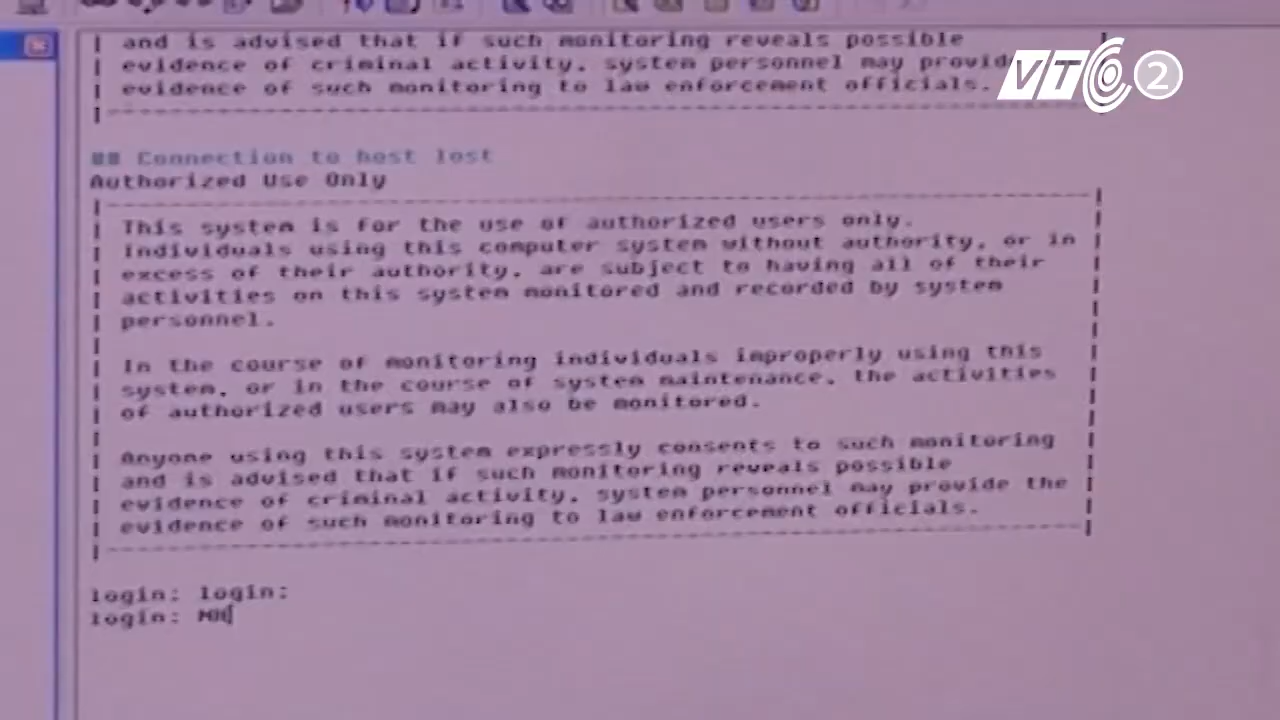 and is advised that if such monitoring reveals possible
evidence of criminal activity, system personnel may provid
evidence of such monitoring to law enforcement officials.
VTC 2
## Connection to host lost
Authorized Use Only
This system is for the use of authorized users only.
Individuals using this computer system without authority, or in
excess of their authority, are subject to having all of their
activities on this system monitored and recorded by system
personnel.
In the course of monitoring individuals improperly using this
system, or in the course of system maintenance, the activities
of authorized users may also be monitored.
Anyone using this system expressly consents to such monitoring
and is advised that if such monitoring reveals possible
evidence of criminal activity, system personnel may provide the
evidence of such monitoring to law enforcement officials.
login: login:
login: